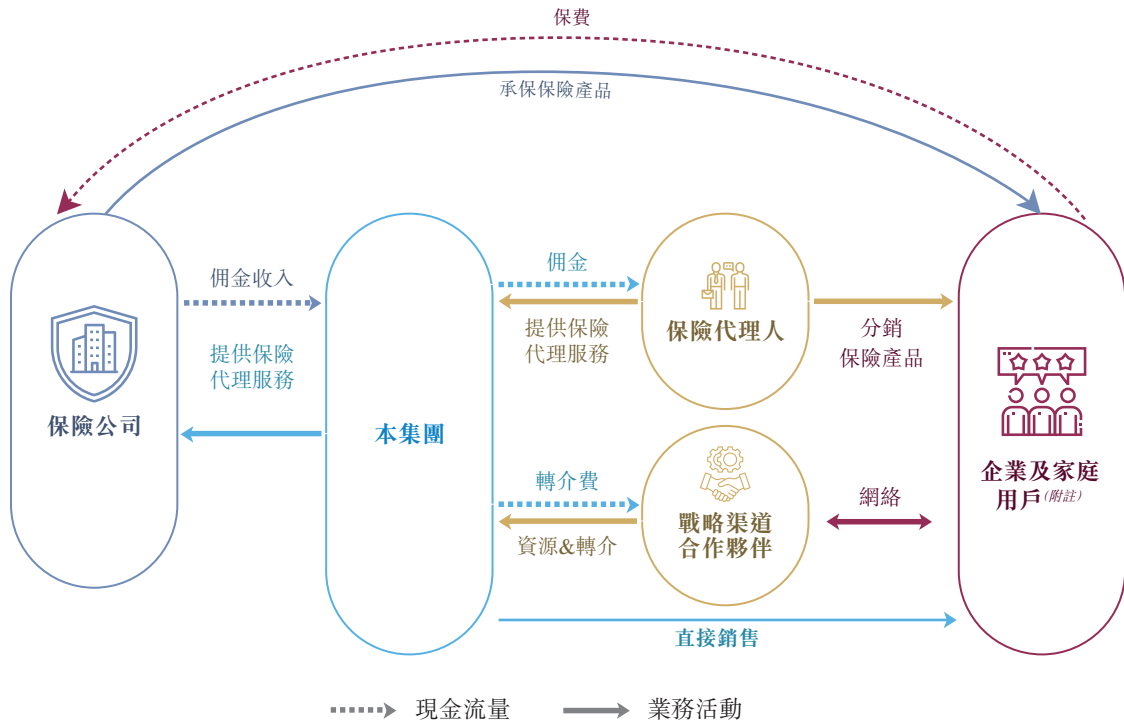 保費
承保保險產品
佣金收入
提供保險
代理服務
保險公司
本集團
佣金
提供保險
代理服務
保險代理人
分銷
保險產品
轉介費
資源&轉介
戰略渠道
合作夥伴
網絡
企業及家庭
用戶(附註)
直接銷售
現金流量
業務活動